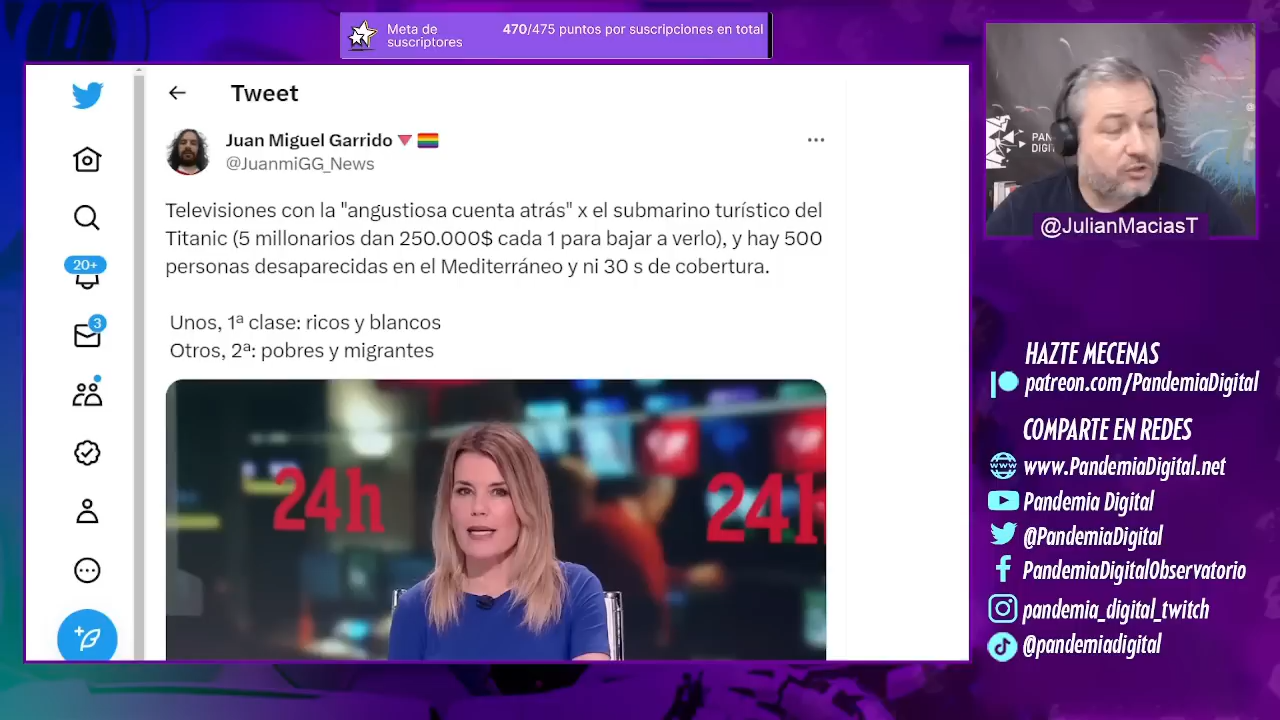 Meta de
suscriptores
470/475 puntos por suscripciones en total
Tweet
Juan Miguel Garrido
@JuanmiGG_News
Televisiones con la "angustiosa cuenta atrás" x el submarino turístico del
Titanic (5 millonarios dan 250.000$ cada 1 para bajar a verlo), y hay 500
personas desaparecidas en el Mediterráneo y ni 30 s de cobertura.
Unos, 1ª clase: ricos y blancos
Otros, 2ª: pobres y migrantes
20+
3
24h
24h
PAN
DIGI
@JulianMaciasT
HAZTE MECENAS
patreon.com/PandemiaDigital
COMPARTE EN REDES
www
www.PandemiaDigital.net
Pandemia Digital
@PandemiaDigital
PandemiaDigitalObservatorio
pandemia_digital_twitch
@pandemiadigital